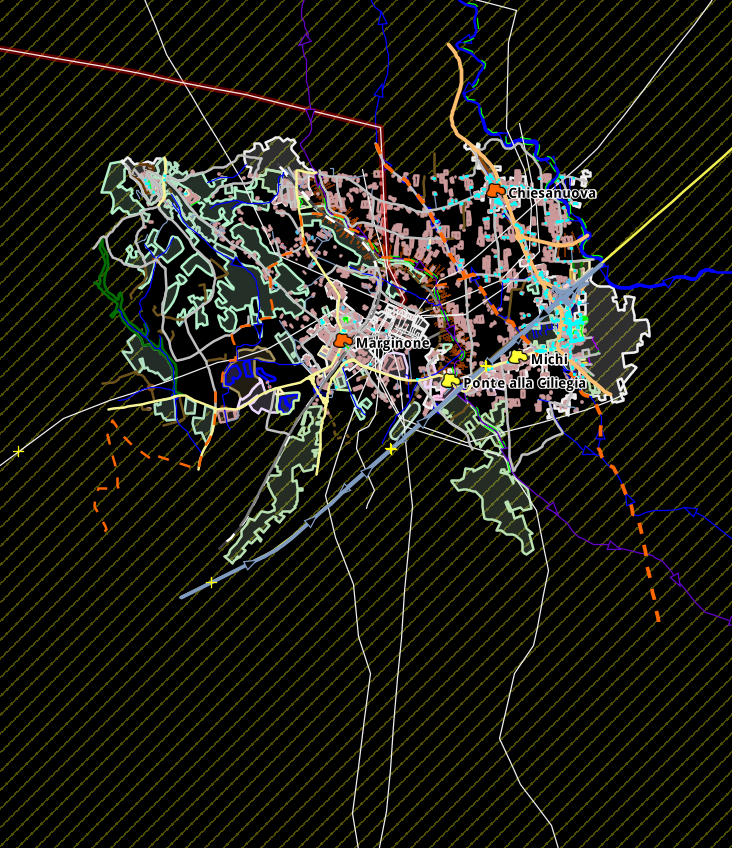 Chiesanuova
Marginone
Michi
Ponte alla Ciliegia